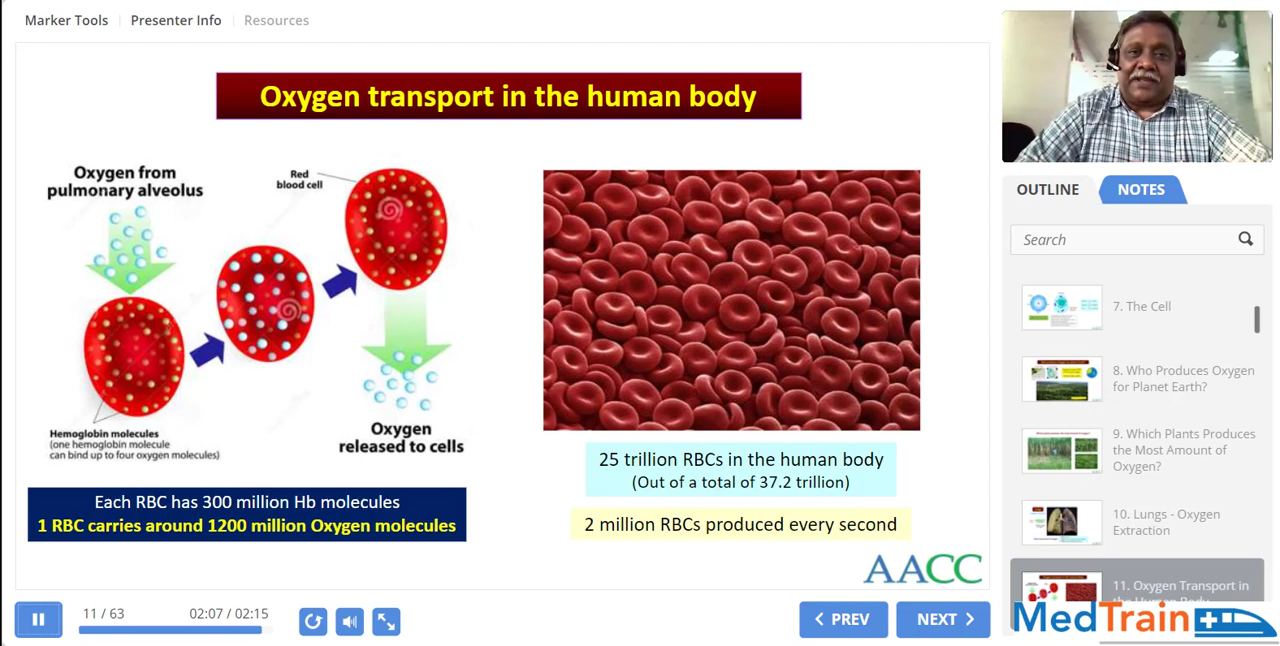 Marker Tools
Presenter Info
Resources
Oxygen transport in the human body
Oxygen from
pulmonary alveolus
Red
blood cell
Hemoglobin molecules
(one hemoglobin molecule
can bind up to four oxygen molecules)
Oxygen
released to cells
Each RBC has 300 million Hb molecules
1 RBC carries around 1200 million Oxygen molecules
25 trillion RBCs in the human body
(Out of a total of 37.2 trillion)
2 million RBCs produced every second
AACC
11 / 63
02:07 / 02:15
PREV
NEXT
OUTLINE
NOTES
Search
7. The Cell
8. Who Produces Oxygen
for Planet Earth?
9. Which Plants Produces
the Most Amount of
Oxygen?
10. Lungs - Oxygen
Extraction
11. Oxygen Transport in
the Human Body
MedTrain